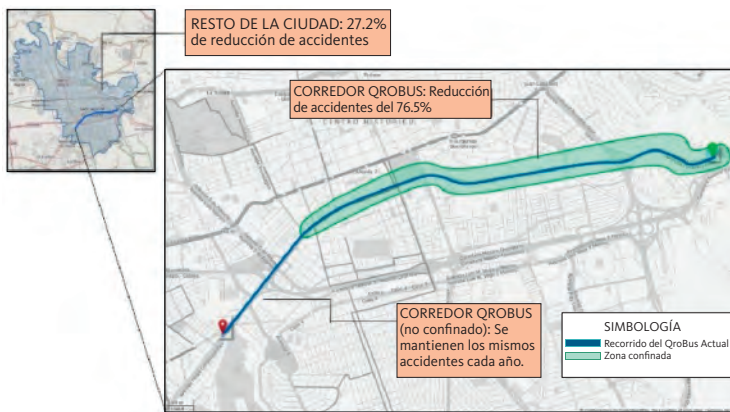 RESTO DE LA CIUDAD: 27.2%
de reducción de accidentes
CORREDOR QROBUS: Reducción
de accidentes del 76.5%
CENTRO HISTÓRICO
CORREDOR QROBUS
(no confinado): Se
mantienen los mismos
accidentes cada año.
SIMBOLOGÍA
Recorrido del QroBus Actual
Zona confinada